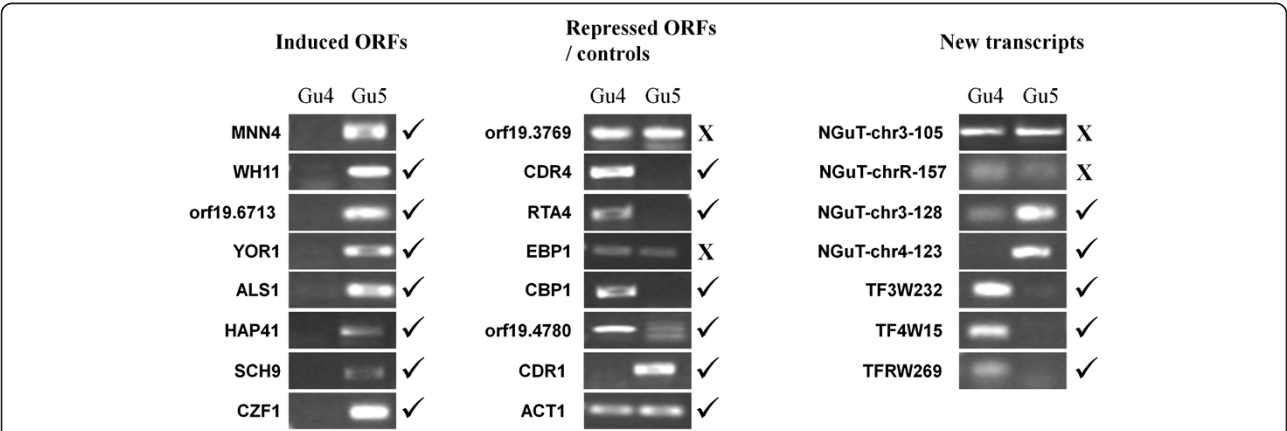 Induced ORFs
Gu4 Gu5
MNN4 ✓
WH11 ✓
orf19.6713 ✓
YOR1 ✓
ALS1 ✓
HAP41 ✓
SCH9 ✓
CZF1 ✓
Repressed ORFs
/ controls
Gu4 Gu5
orf19.3769 X
CDR4 ✓
RTA4 ✓
EBP1 X
CBP1 ✓
orf19.4780 ✓
CDR1 ✓
ACT1 ✓
New transcripts
Gu4 Gu5
NGuT-chr3-105 X
NGuT-chrR-157 X
NGuT-chr3-128 ✓
NGuT-chr4-123 ✓
TF3W232 ✓
TF4W15 ✓
TFRW269 ✓